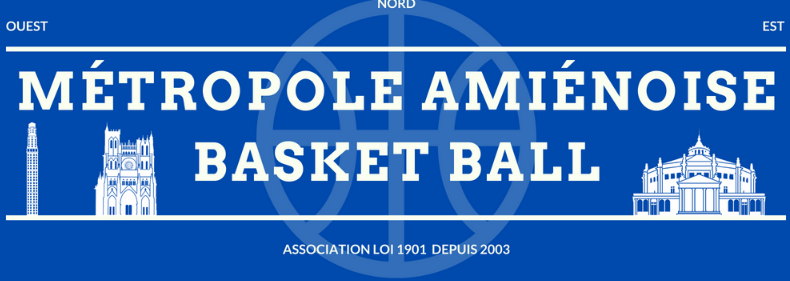 NORD
OUEST
EST
MÉTROPOLE AMIÉNOISE
BASKET BALL
ASSOCIATION LOI 1901 DEPUIS 2003